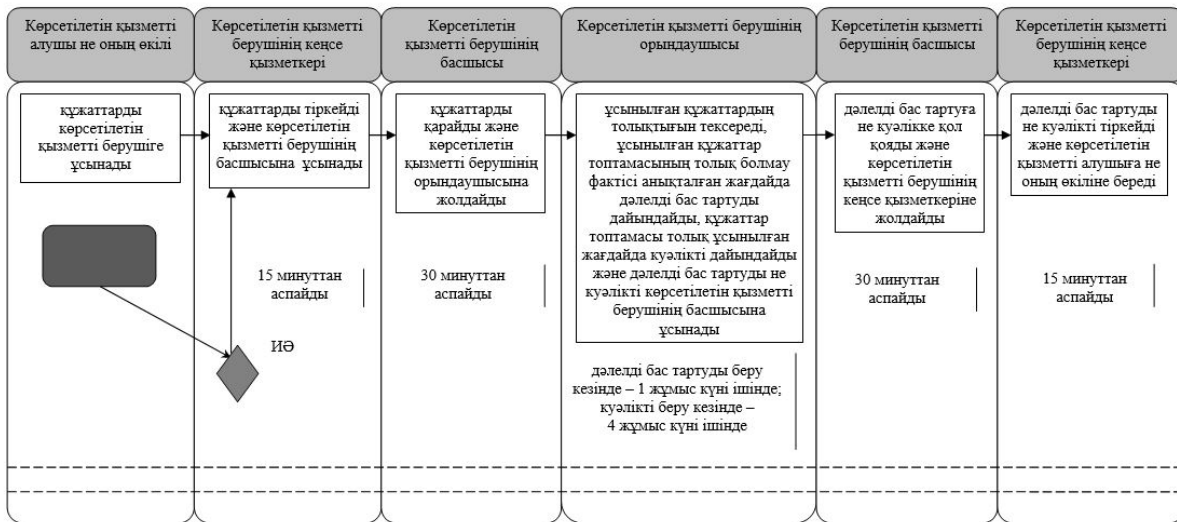 Көрсетілетін қызметті
алушы не оның өкілі
Көрсетілетін қызметті
берушінің кеңсе
қызметкері
Көрсетілетін
қызметті берушінің
басшысы
Көрсетілетін қызметті берушінің
орындаушысы
Көрсетілетін қызметті
берушінің басшысы
Көрсетілетін қызметті
берушінің кеңсе
қызметкері
құжаттарды
көрсетілетін
қызметті берушіге
ұсынады
құжаттарды тіркейді
және көрсетілетін
қызметті берушінің
басшысына ұсынады
құжаттарды
қарайды және
көрсетілетін
қызметті берушінің
орындаушысына
жолдайды
ұсынылған құжаттардың
толықтығын тексереді,
ұсынылған құжаттар
топтамасының толық болмау
фактісі анықталған жағдайда
дәлелді бас тартуды
дайындайды, құжаттар
топтамасы толық ұсынылған
жағдайда куәлікті дайындайды
және дәлелді бас тартуды не
куәлікті көрсетілетін қызметті
берушінің басшысына
ұсынады
дәлелді бас тартуға
не куәлікке қол
қояды және
көрсетілетін
қызметті берушінің
кеңсе қызметкеріне
жолдайды
дәлелді бас тартуды
не куәлікті тіркейді
және көрсетілетін
қызметті алушыға не
оның өкіліне береді
15 минуттан
аспайды
30 минуттан
аспайды
30 минуттан
аспайды
15 минуттан
аспайды
ИӘ
дәлелді бас тартуды беру
кезінде – 1 жұмыс күні ішінде;
куәлікті беру кезінде –
4 жұмыс күні ішінде